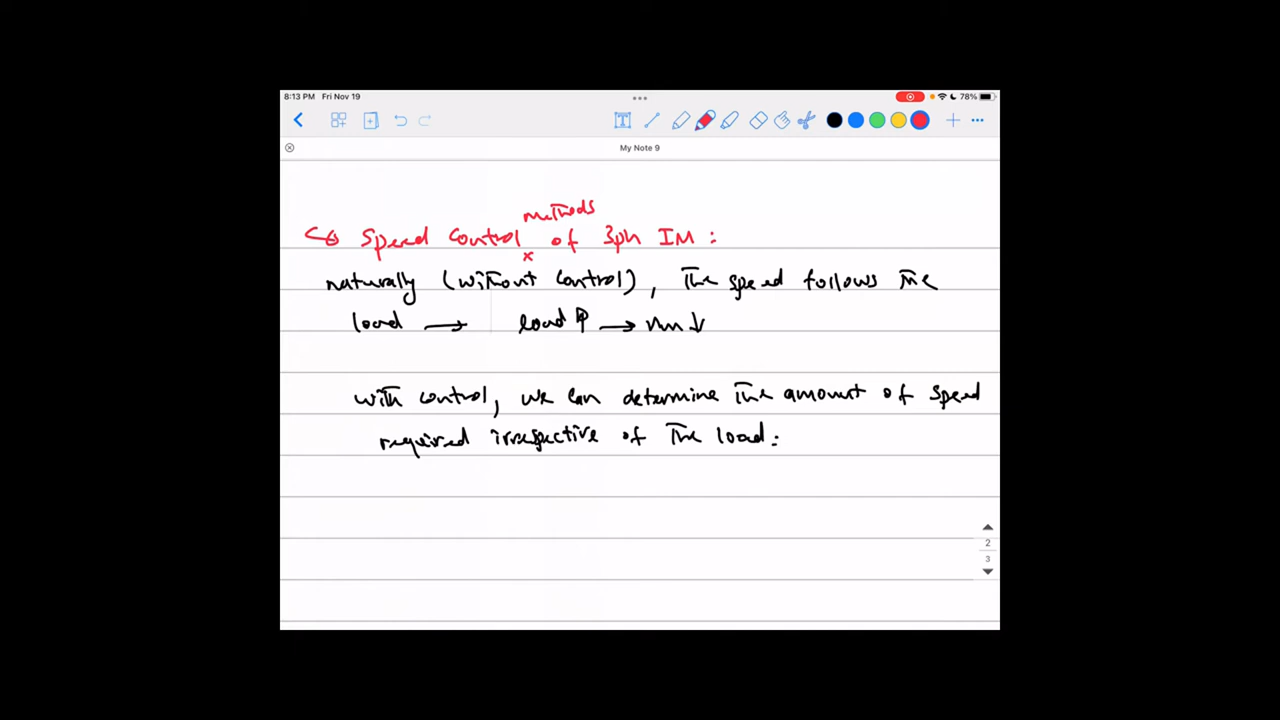 8:13 PM Fri Nov 19
78%
My Note 9
methods
↪ Speed control of 3ph IM :
x
naturally (without control), the speed follows the
load → load ↑ → nm ↓
with control, we can determine the amount of speed
required irrespective of the load:
2
3